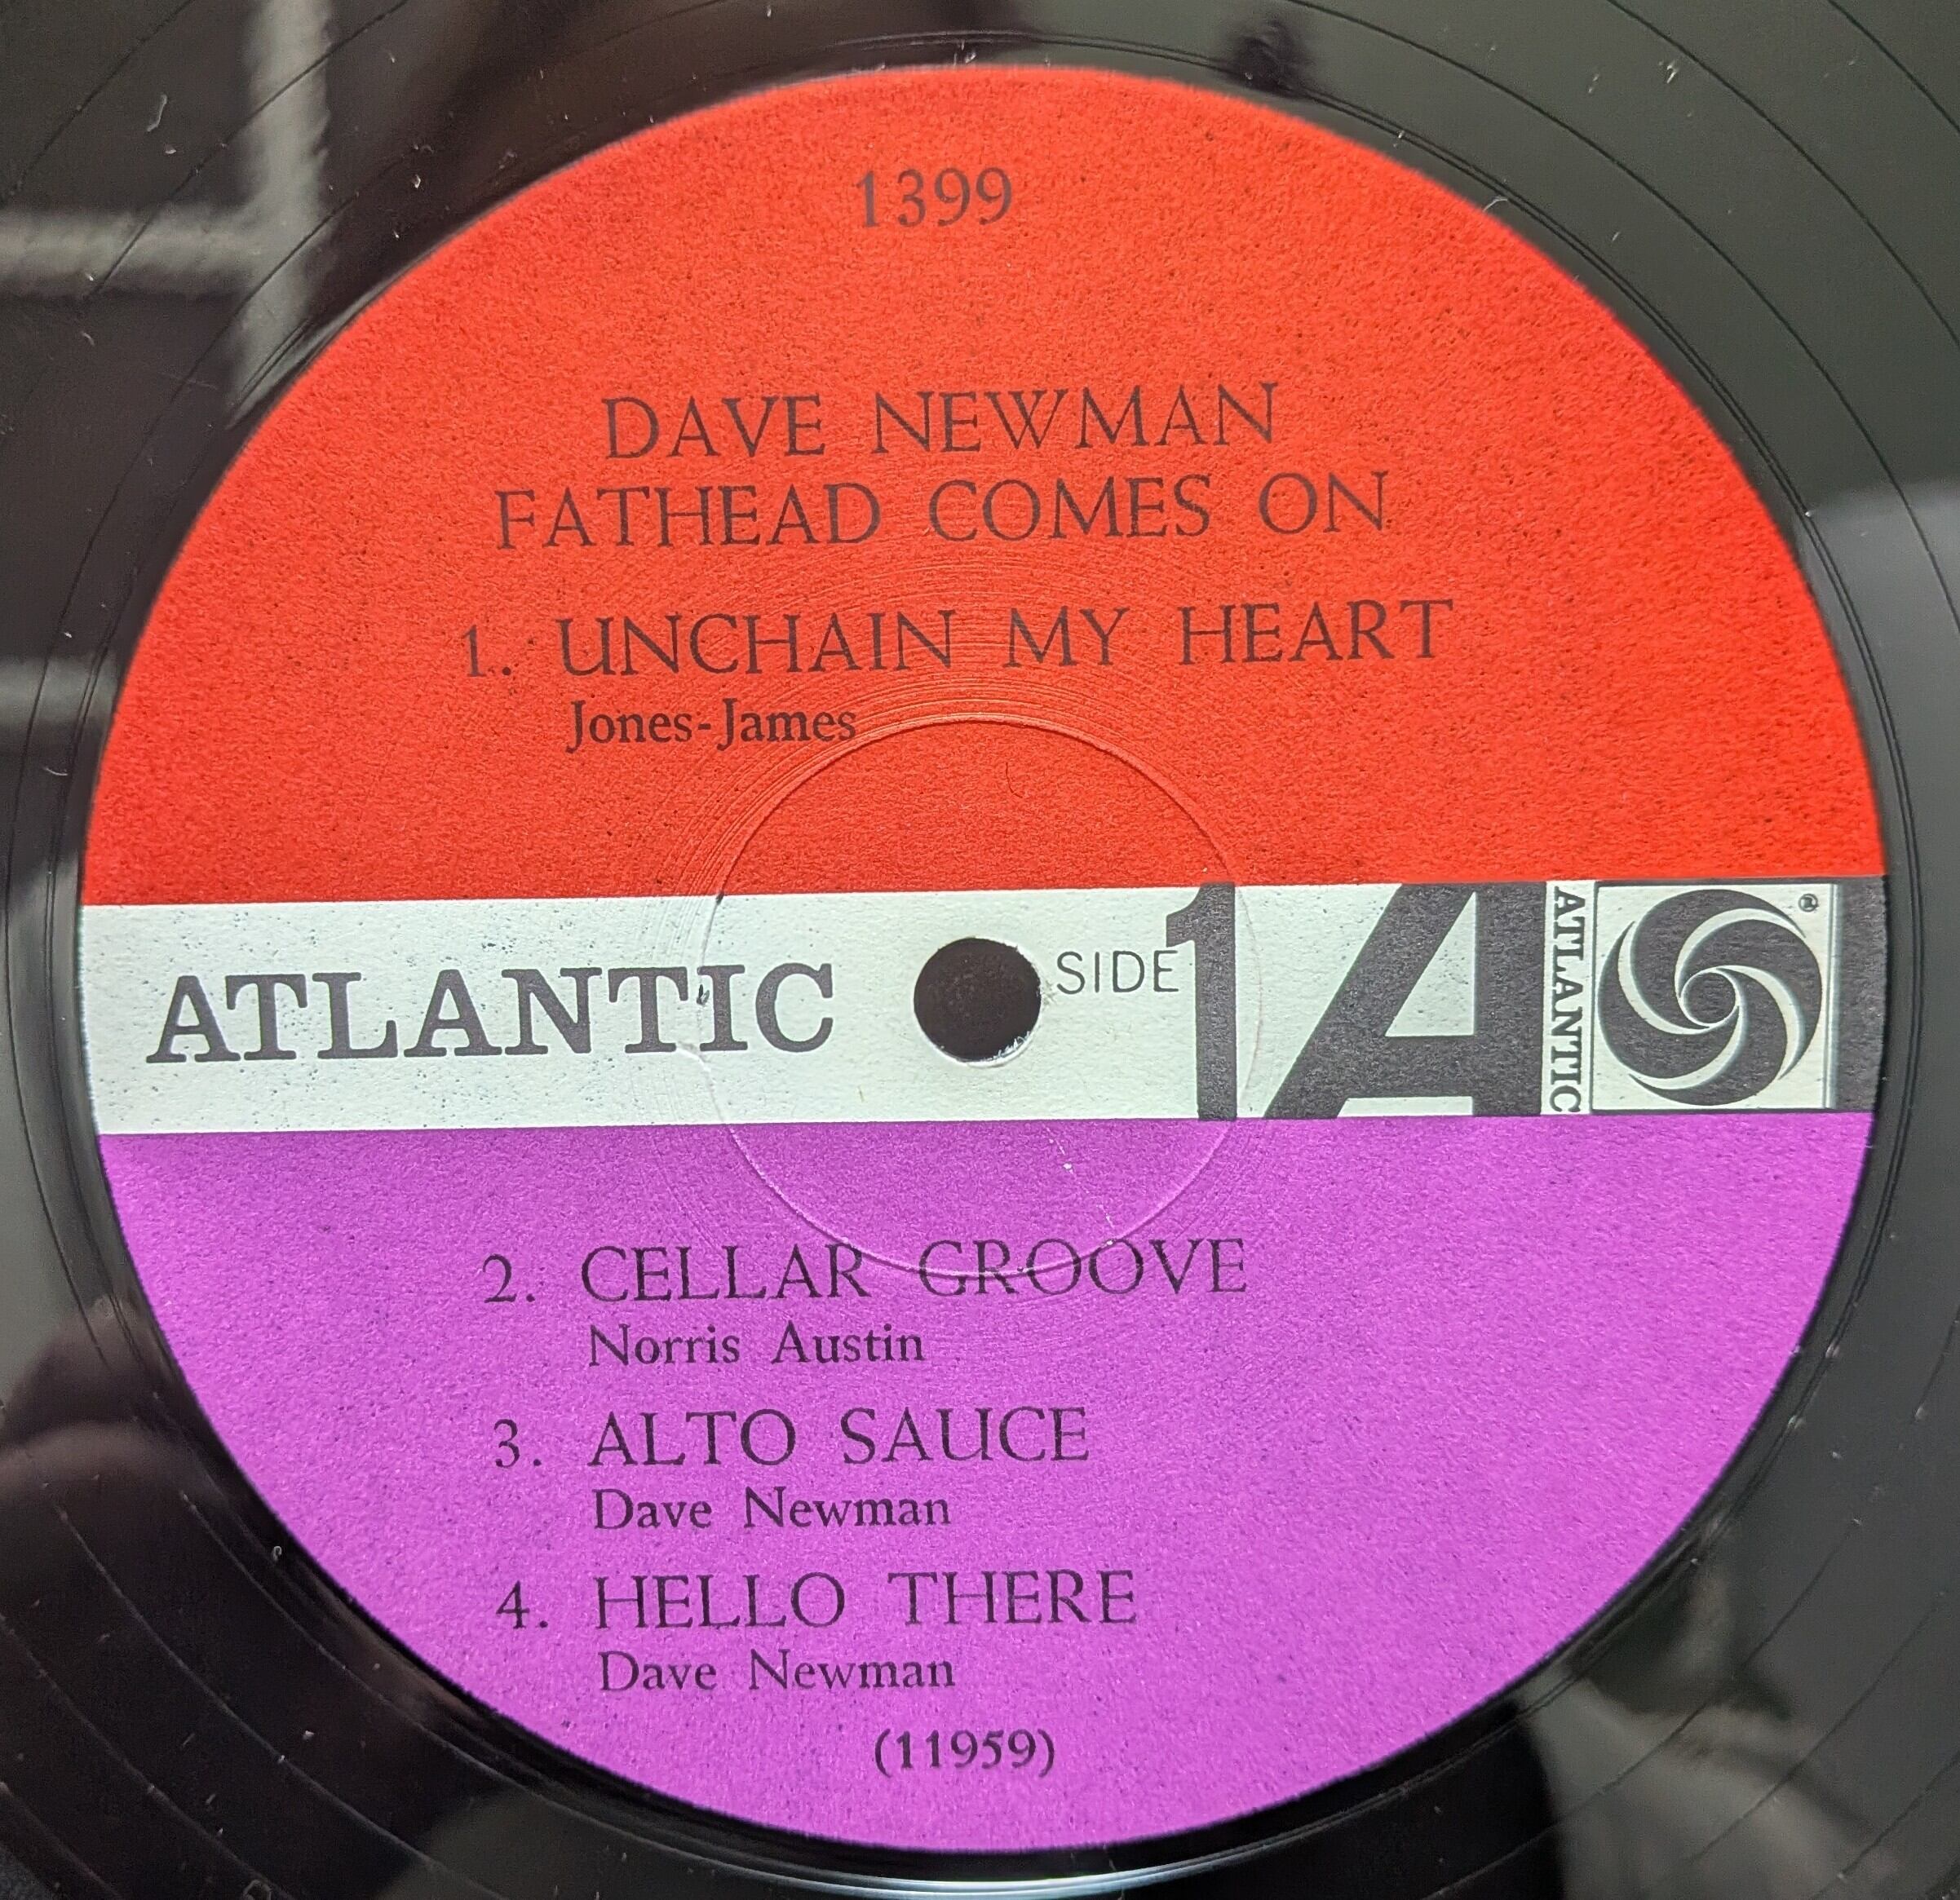 1399
DAVE NEWMAN
FATHEAD COMES ON
1. UNCHAIN MY HEART
Jones-James
ATLANTIC SIDE 1 A ATLANTIC ®
2. CELLAR GROOVE
Norris Austin
3. ALTO SAUCE
Dave Newman
4. HELLO THERE
Dave Newman
(11959)